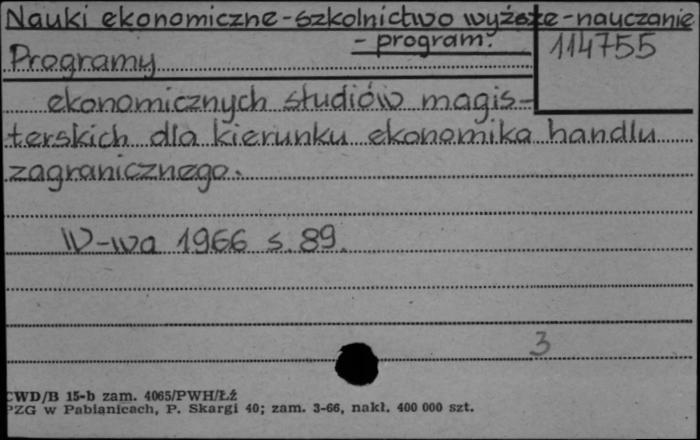 Nauki ekonomiczne-szkolnictwo wyższe-nauczanie
- program.
114755
Programy
ekonomicznych studiów magis-
terskich dla kierunku ekonomika handlu
zagranicznego.
W-wa 1966 s. 89.
3
CWD/B 15-b zam. 4065/PWH/Łź
PZG w Pabianicach, P. Skargi 40; zam. 3-66, nakł. 400 000 szt.